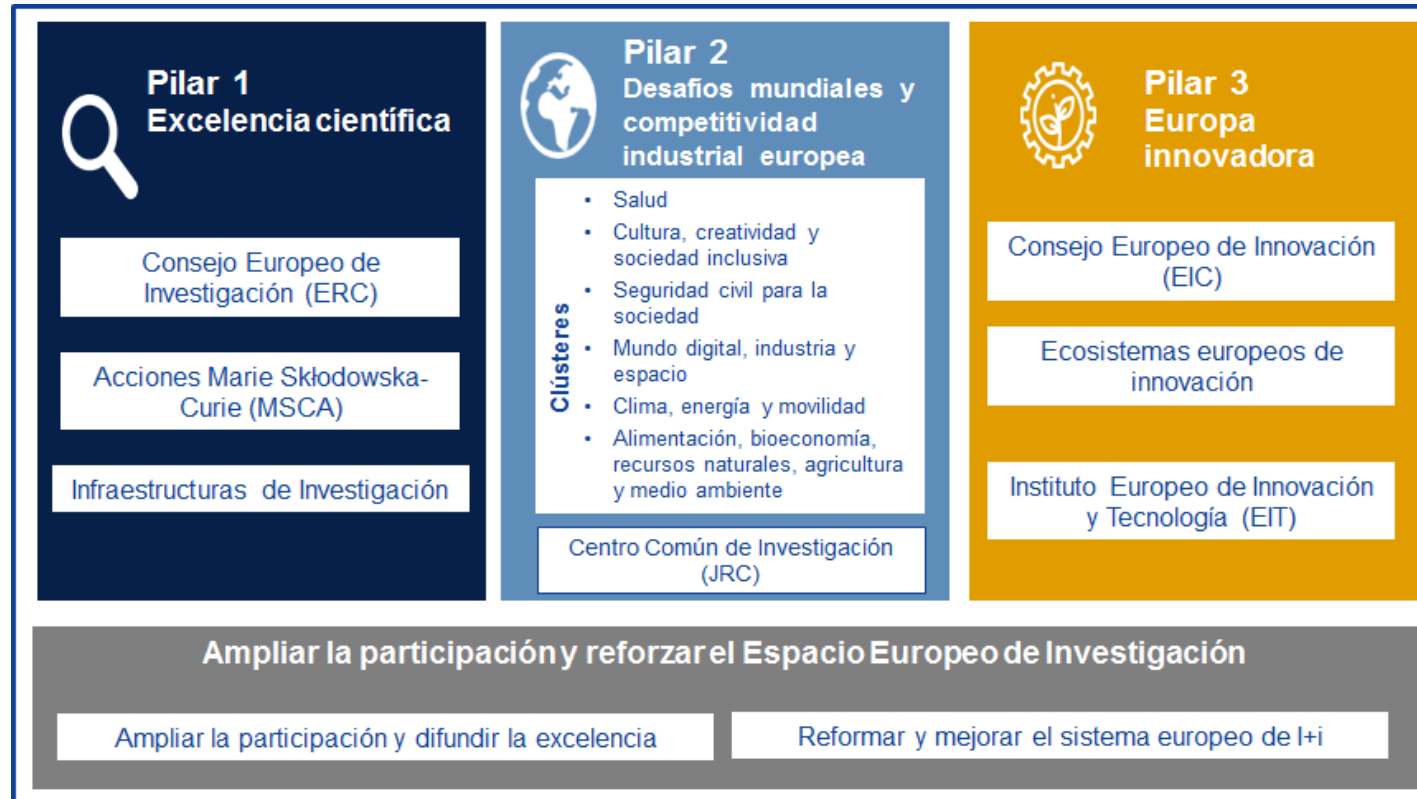 Pilar 1
Excelencia científica
Consejo Europeo de
Investigación (ERC)
Acciones Marie Skłodowska-
Curie (MSCA)
Infraestructuras de Investigación
Pilar 2
Desafíos mundiales y
competitividad
industrial europea
Clústeres
• Salud
• Cultura, creatividad y
sociedad inclusiva
• Seguridad civil para la
sociedad
• Mundo digital, industria y
espacio
• Clima, energía y movilidad
• Alimentación, bioeconomía,
recursos naturales, agricultura
y medio ambiente
Centro Común de Investigación
(JRC)
Pilar 3
Europa
innovadora
Consejo Europeo de Innovación
(EIC)
Ecosistemas europeos de
innovación
Instituto Europeo de Innovación
y Tecnología (EIT)
Ampliar la participación y reforzar el Espacio Europeo de Investigación
Ampliar la participación y difundir la excelencia
Reformar y mejorar el sistema europeo de I+i